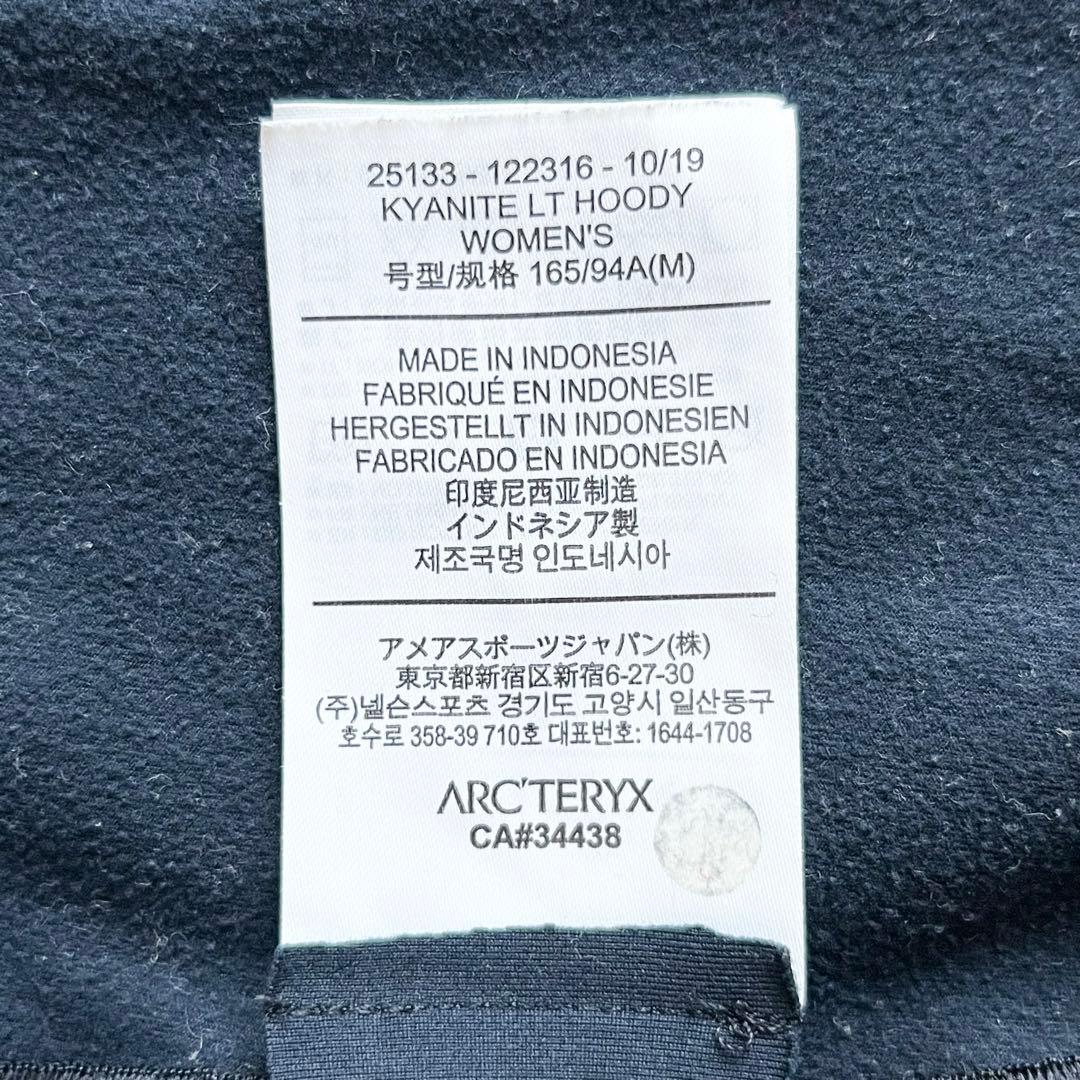 25133 - 122316 - 10/19
KYANITE LT HOODY
WOMEN'S
号型/规格 165/94A(M)
MADE IN INDONESIA
FABRIQUÉ EN INDONESIE
HERGESTELLT IN INDONESIEN
FABRICADO EN INDONESIA
印度尼西亚制造
インドネシア製
제조국명 인도네시아
アメアスポーツジャパン(株)
東京都新宿区新宿6-27-30
(주)넬슨스포츠 경기도 고양시 일산동구
호수로 358-39 710호 대표번호: 1644-1708
ARC'TERYX
CA#34438